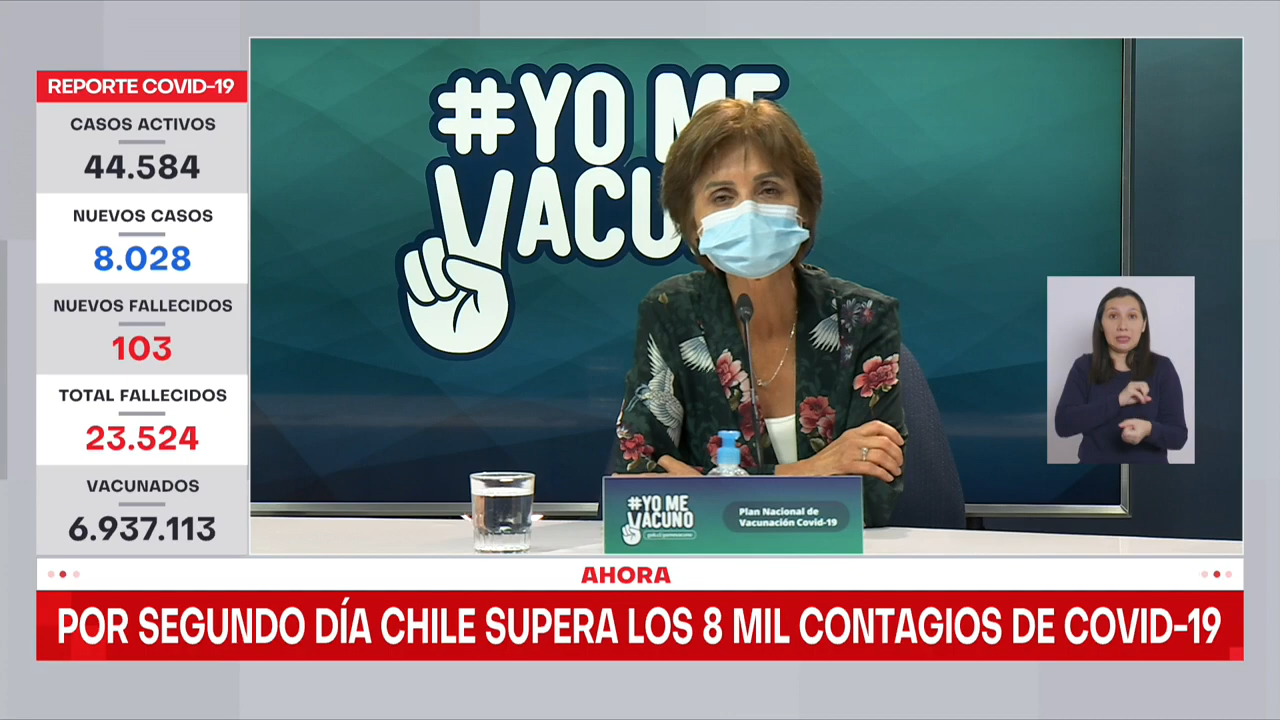 REPORTE COVID-19
CASOS ACTIVOS
44.584
NUEVOS CASOS
8.028
NUEVOS FALLECIDOS
103
TOTAL FALLECIDOS
23.524
VACUNADOS
6.937.113
#YO ME
VACU
#YO ME
VACUNO
Plan Nacional de
Vacunación Covid-19
AHORA
POR SEGUNDO DÍA CHILE SUPERA LOS 8 MIL CONTAGIOS DE COVID-19